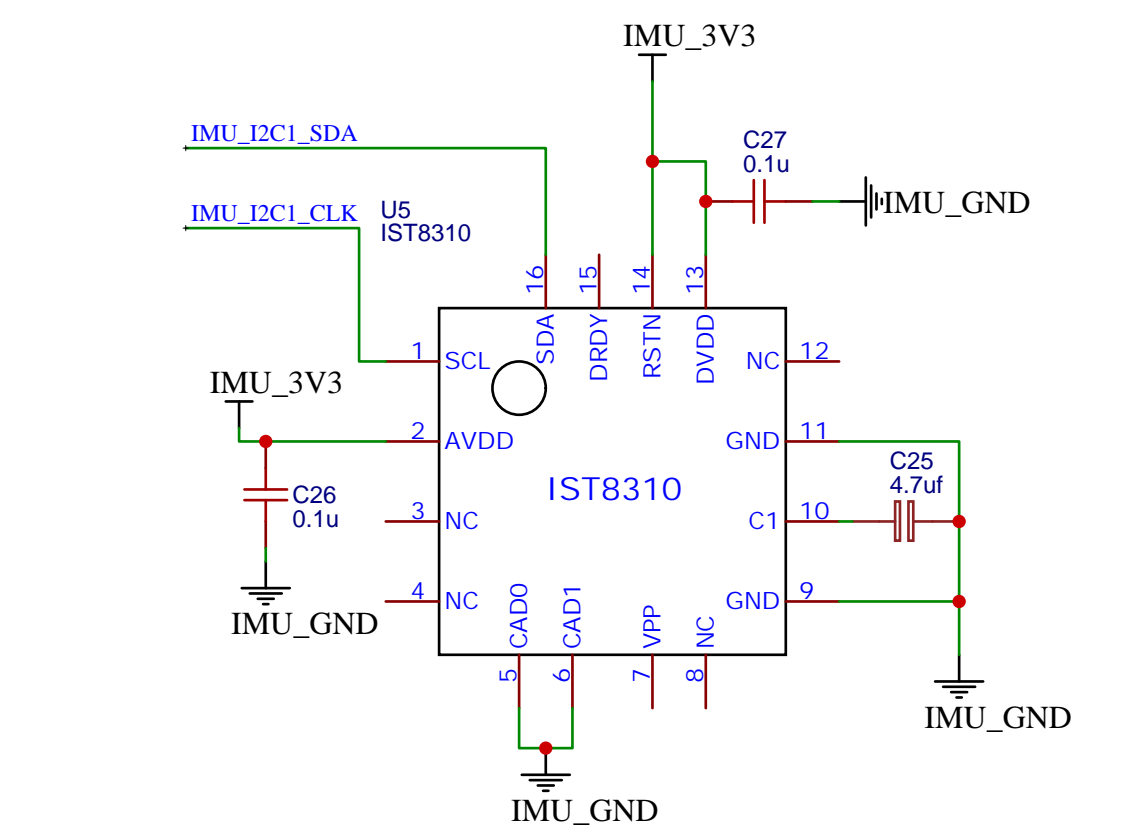 IMU_3V3
IMU_I2C1_SDA
C27
0.1u
IMU_GND
IMU_I2C1_CLK
U5
IST8310
16
15
14
13
SDA
DRDY
RSTN
DVDD
1
SCL
NC
12
IMU_3V3
2
AVDD
GND
11
C26
0.1u
IST8310
C25
4.7uf
3
NC
C1
10
4
NC
GND
9
IMU_GND
CAD0
CAD1
VPP
NC
5
6
7
8
IMU_GND
IMU_GND